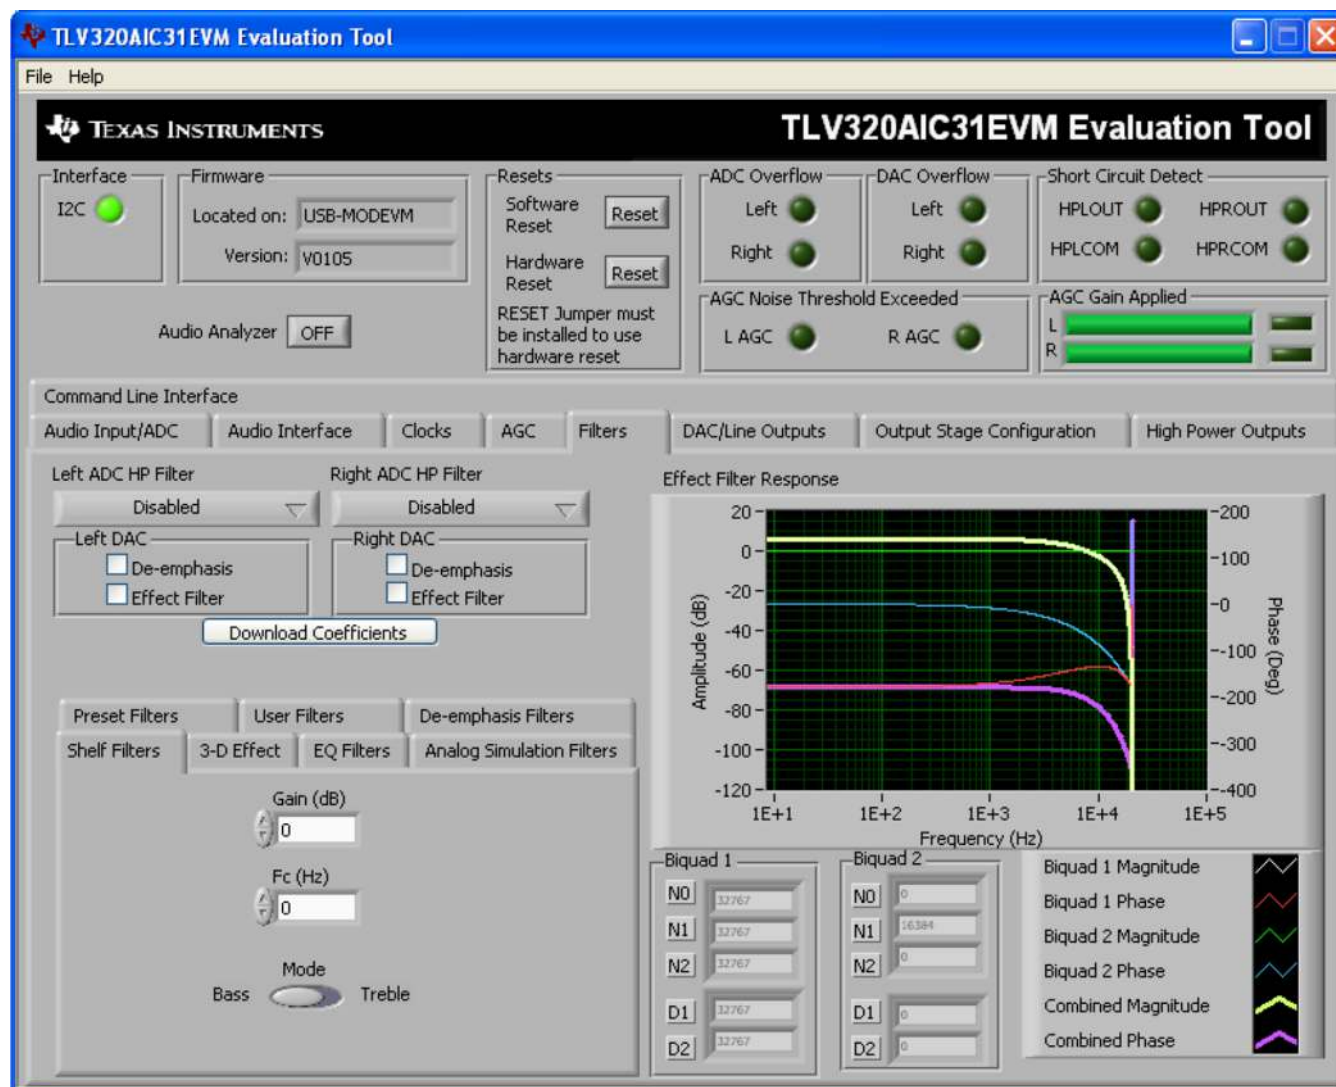 TLV320AIC31EVM Evaluation Tool
File Help
TEXAS INSTRUMENTS
TLV320AIC31EVM Evaluation Tool
Interface
I2C
Firmware
Located on: USB-MODEVM
Version: V0105
Audio Analyzer OFF
Resets
Software Reset Reset
Hardware Reset Reset
RESET Jumper must
be installed to use
hardware reset
ADC Overflow
Left
Right
DAC Overflow
Left
Right
Short Circuit Detect
HPLOUT HPROUT
HPLCOM HPRCOM
AGC Noise Threshold Exceeded
L AGC R AGC
AGC Gain Applied
L
R
Command Line Interface
Audio Input/ADC Audio Interface Clocks AGC Filters DAC/Line Outputs Output Stage Configuration High Power Outputs
Left ADC HP Filter Right ADC HP Filter
Disabled Disabled
Left DAC Right DAC
De-emphasis De-emphasis
Effect Filter Effect Filter
Download Coefficients
Preset Filters User Filters De-emphasis Filters
Shelf Filters 3-D Effect EQ Filters Analog Simulation Filters
Gain (dB)
0
Fc (Hz)
0
Mode
Bass Treble
Effect Filter Response
Amplitude (dB)
20
0
-20
-40
-60
-80
-100
-120
-200
-100
-0
--100
--200
--300
--400
Phase (Deg)
1E+1 1E+2 1E+3 1E+4 1E+5
Frequency (Hz)
Biquad 1
N0 32767
N1 32767
N2 32767
D1 32767
D2 32767
Biquad 2
N0 0
N1 16384
N2 0
D1 0
D2 0
Biquad 1 Magnitude
Biquad 1 Phase
Biquad 2 Magnitude
Biquad 2 Phase
Combined Magnitude
Combined Phase